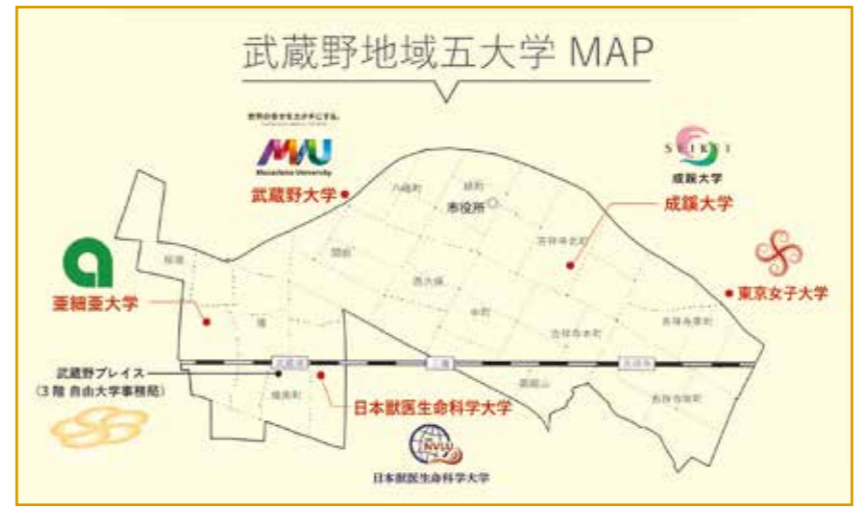 武蔵野地域五大学 MAP
世界の幸せをカタチにする。
MU
Musashino University
武蔵野大学
SEIKEI
成蹊大学
成蹊大学
八幡町
緑町
市役所
吉祥寺北町
関前
桜堤
亜細亜大学
西久保
中町
境
吉祥寺本町
吉祥寺東町
東京女子大学
武蔵境
三鷹
吉祥寺
武蔵野プレイス
(3 階 自由大学事務局)
境南町
御殿山
吉祥寺南町
日本獣医生命科学大学
NVLU
日本獣医生命科学大学